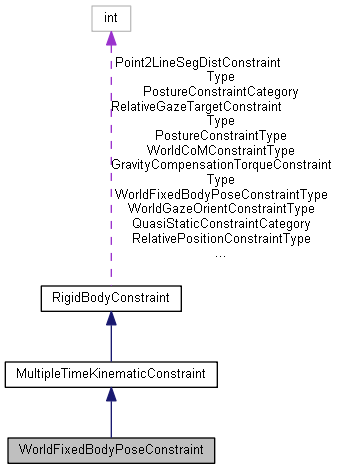 int
Point2LineSegDistConstraint
Type
PostureConstraintCategory
RelativeGazeTargetConstraint
Type
PostureConstraintType
WorldCoMConstraintType
GravityCompensationTorqueConstraint
Type
WorldFixedBodyPoseConstraintType
WorldGazeOrientConstraintType
QuasiStaticConstraintCategory
RelativePositionConstraintType
...
RigidBodyConstraint
MultipleTimeKinematicConstraint
WorldFixedBodyPoseConstraint